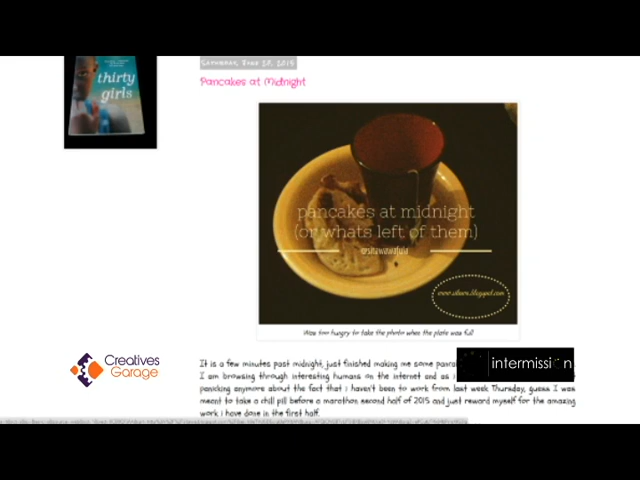 thirty
girls
Pancakes at Midnight
pancakes at midnight
(or whats left of them)
Was too hungry to take the photo when the plate was full
Creatives
Garage
intermission
It is a few minutes past midnight, just finished making me some
I am browsing through interesting humans on the internet and as i
panicking anymore about the fact that i haven't been to work from last week Thursday, guess I was
meant to take a chill pill before a marathon second half of 2015 and just reward myself for the amazing
work i have done in the first half.